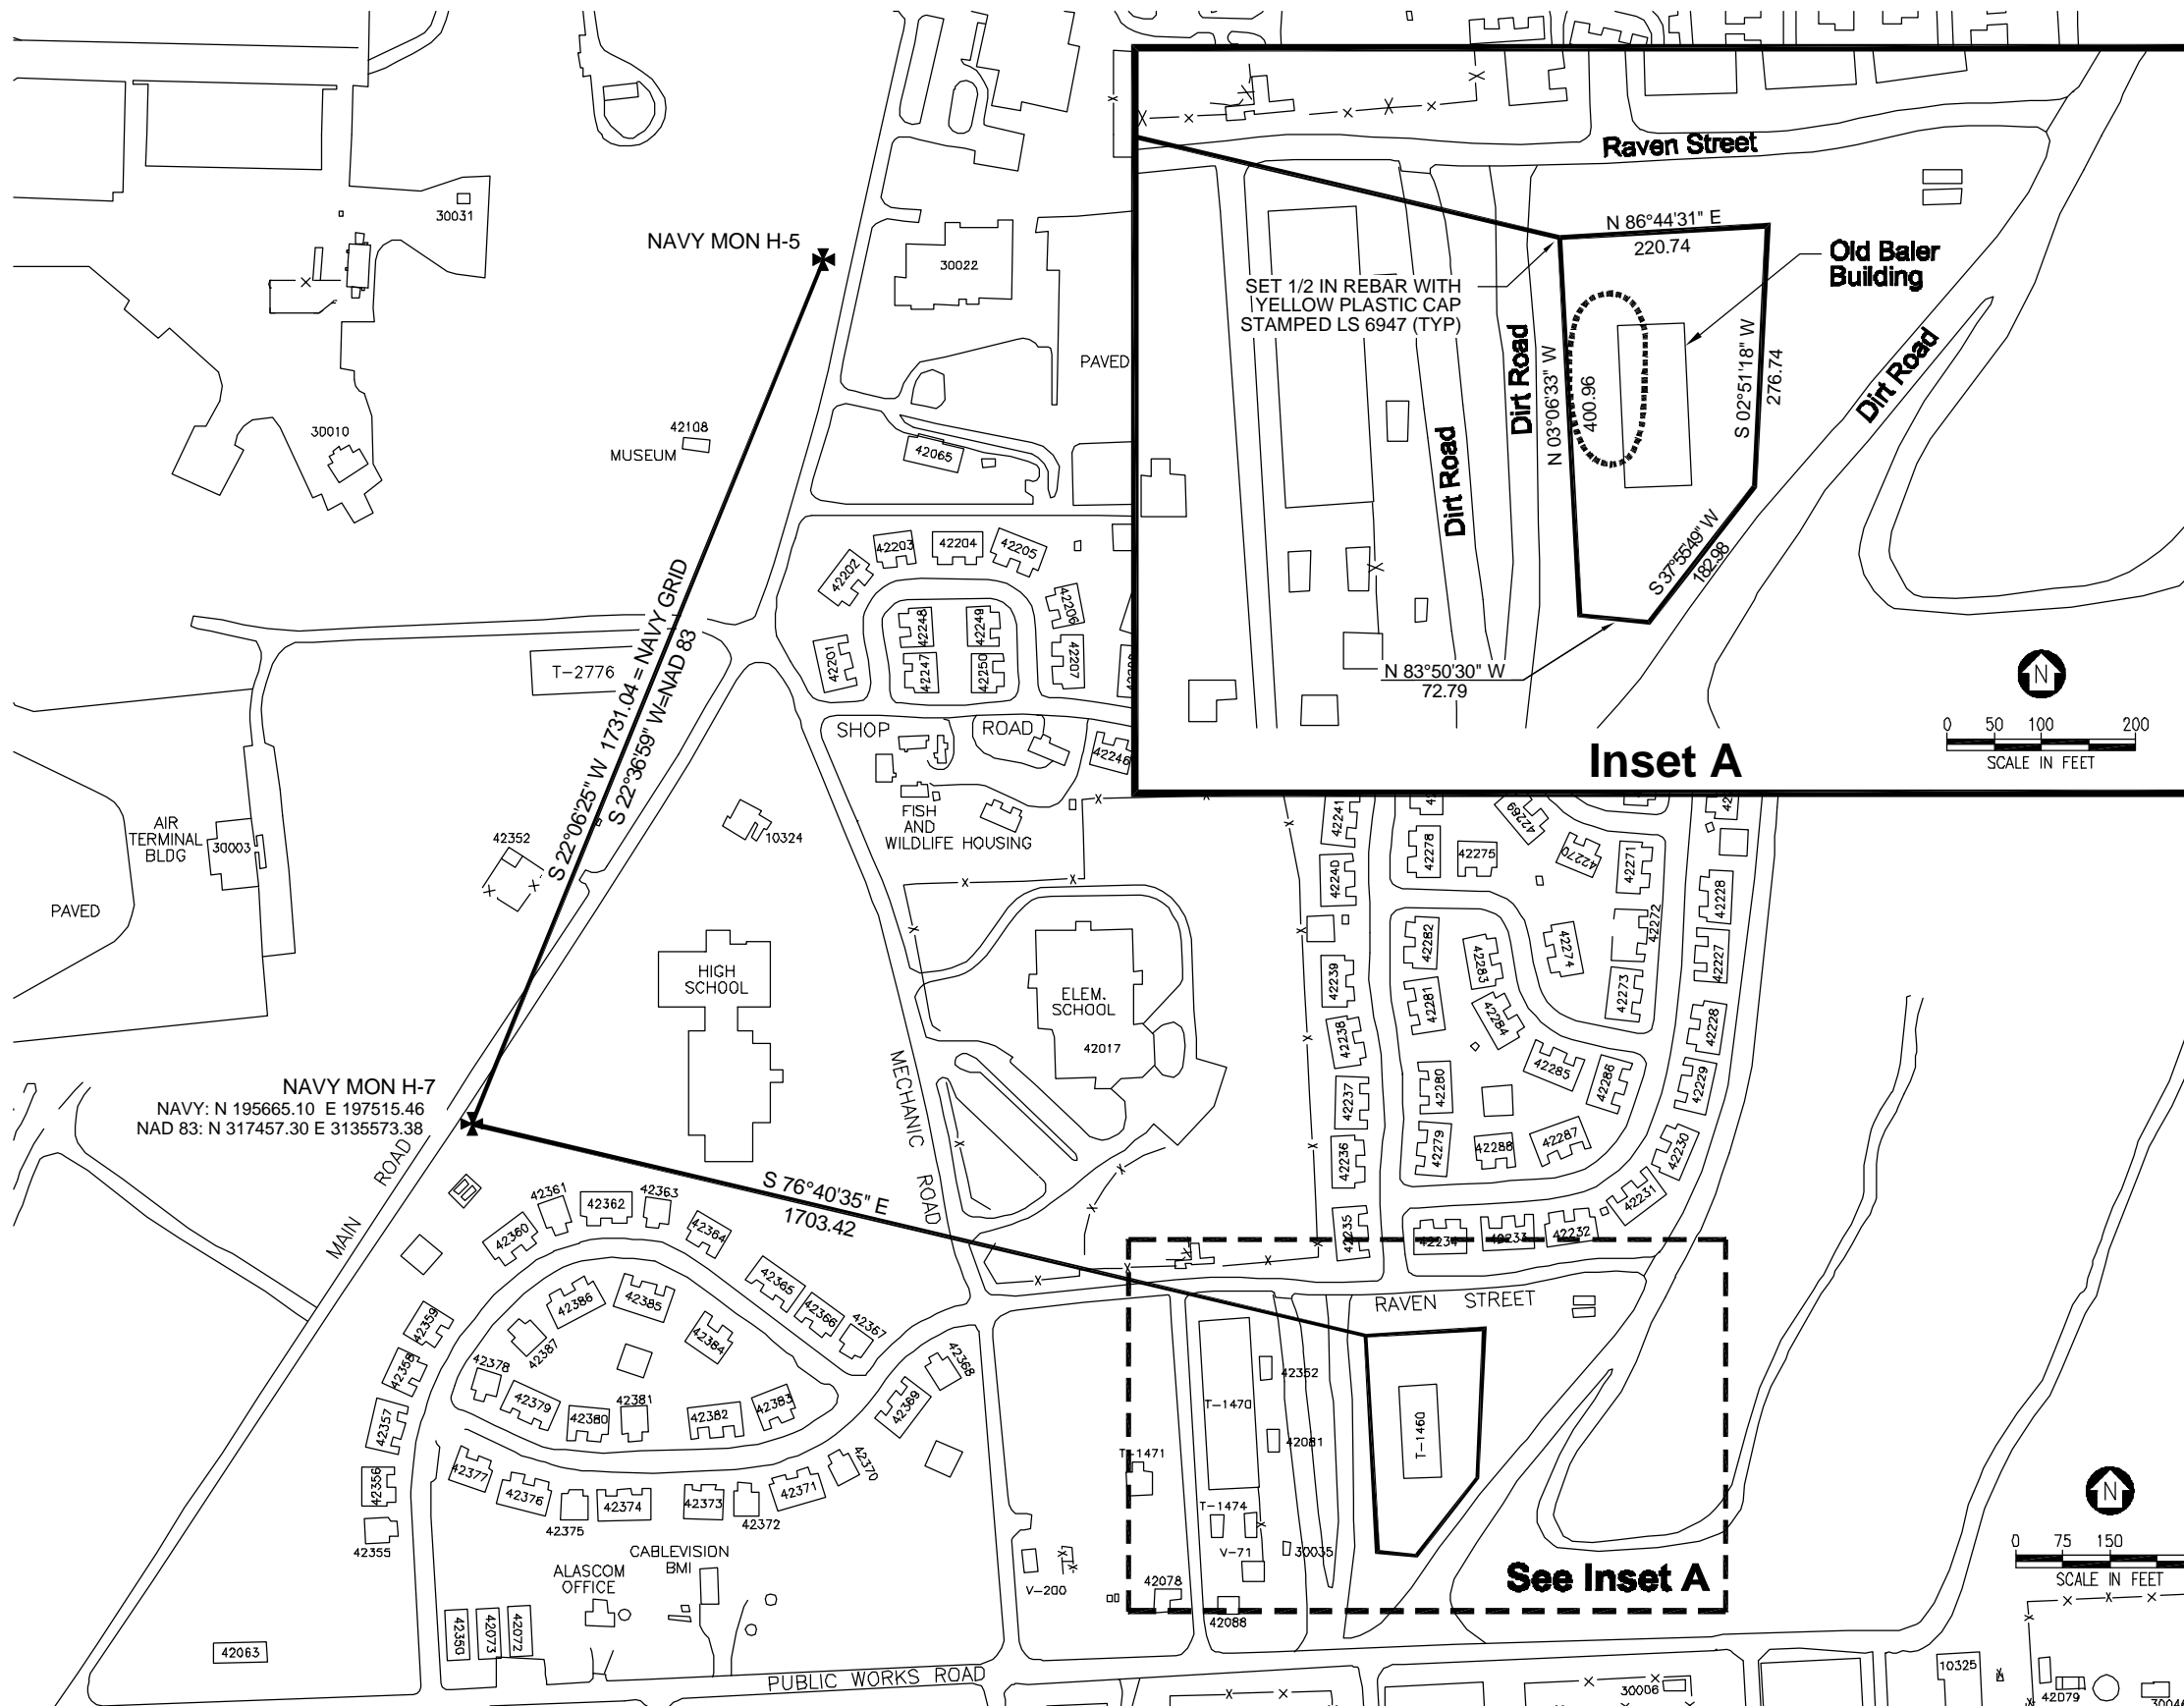 30031
NAVY MON H-5
30022
30010
42108
MUSEUM
42065
PAVED
Raven Street
N 86°44'31" E
220.74
Old Baler
Building
SET 1/2 IN REBAR WITH
YELLOW PLASTIC CAP
STAMPED LS 6947 (TYP)
Dirt Road
Dirt Road
N 03°06'33" W
400.96
S 02°51'18" W
276.74
Dirt Road
S 37°55'49" W
182.98
N 83°50'30" W
72.79
Inset A
N
0 50 100 200
SCALE IN FEET
42202
42203
42204
42205
42206
42201
42248
42249
42247
42250
42207
T-2776
S 22°06'25" W 1731.04 = NAVY GRID
S 22°36'59" W=NAD 83
SHOP ROAD
42246
FISH
AND
WILDLIFE HOUSING
10324
42352
AIR
TERMINAL
BLDG
30003
PAVED
HIGH
SCHOOL
ELEM.
SCHOOL
42017
MECHANIC ROAD
42241
42240
42239
42238
42237
42236
42235
42278
42275
42269
42270
42271
42272
42228
42227
42282
42283
42274
42273
42281
42284
42228
42285
42286
42229
42280
42279
42288
42287
42230
42231
42234
42233
42232
NAVY MON H-7
NAVY: N 195665.10 E 197515.46
NAD 83: N 317457.30 E 3135573.38
MAIN ROAD
S 76°40'35" E
1703.42
42360
42361
42362
42363
42364
42365
42366
42367
42359
42358
42357
42356
42355
42386
42385
42387
42384
42378
42379
42380
42381
42382
42383
42368
42369
42370
42377
42376
42375
42374
42373
42372
42371
RAVEN STREET
T-1470
42352
42081
T-1471
T-1460
T-1474
V-71
30035
V-200
42078
42088
See Inset A
N
0 75 150
SCALE IN FEET
CABLEVISION
BMI
ALASCOM
OFFICE
42350
42073
42072
42063
PUBLIC WORKS ROAD
30006
10325
42079